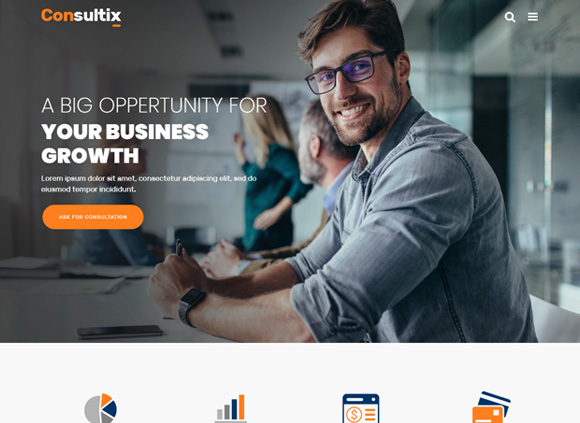 Consultix
A BIG OPPERTUNITY FOR
YOUR BUSINESS
GROWTH
Lorem ipsum dolor sit amet, consectetur adipiscing elit, sed do
eiusmod tempor incididunt.
ASK FOR CONSULTATION